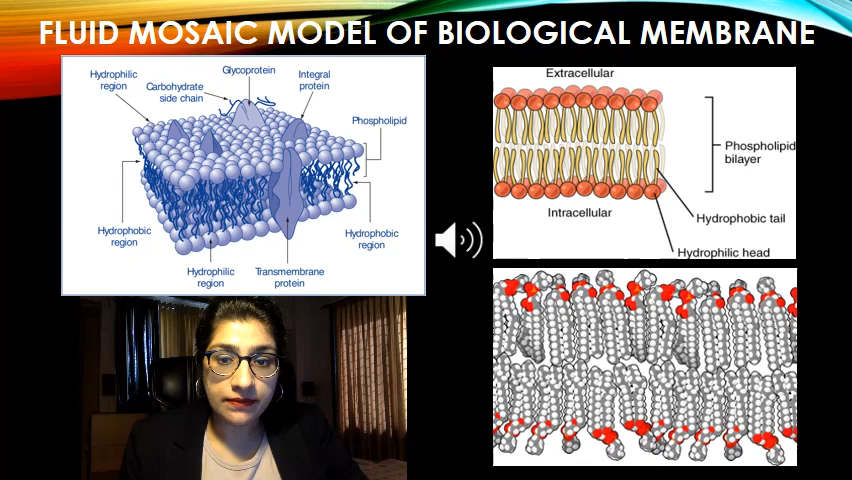 FLUID MOSAIC MODEL OF BIOLOGICAL MEMBRANE
Hydrophilic
region
Carbohydrate
side chain
Glycoprotein
Integral
protein
Phospholipid
Hydrophobic
region
Hydrophilic
region
Transmembrane
protein
Hydrophobic
region
Extracellular
Phospholipid
bilayer
Intracellular
Hydrophobic tail
Hydrophilic head